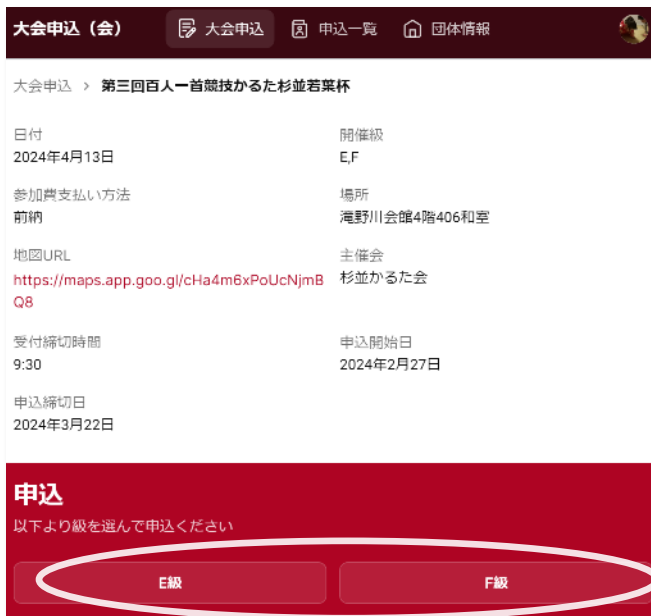 大会申込（会） 大会申込 申込一覧 団体情報
大会申込 > 第三回百人一首競技かるた杉並若葉杯
日付 開催級
2024年4月13日 E,F
参加費支払い方法 場所
前納 滝野川会館4階406和室
地図URL 主催会
https://maps.app.goo.gl/cHa4m6xPoUcNjmB 杉並かるた会
Q8
受付締切時間 申込開始日
9:30 2024年2月27日
申込締切日
2024年3月22日
申込
以下より級を選んで申込ください
E級 F級